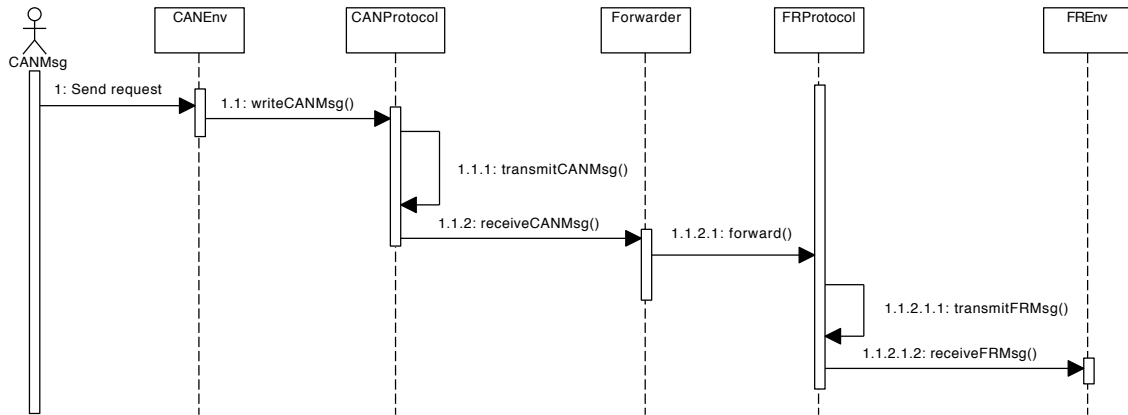 CANEnv
CANProtocol
Forwarder
FRProtocol
FREnv
CANMsg
1: Send request
1.1: writeCANMsg()
1.1.1: transmitCANMsg()
1.1.2: receiveCANMsg()
1.1.2.1: forward()
1.1.2.1.1: transmitFRMsg()
1.1.2.1.2: receiveFRMsg()